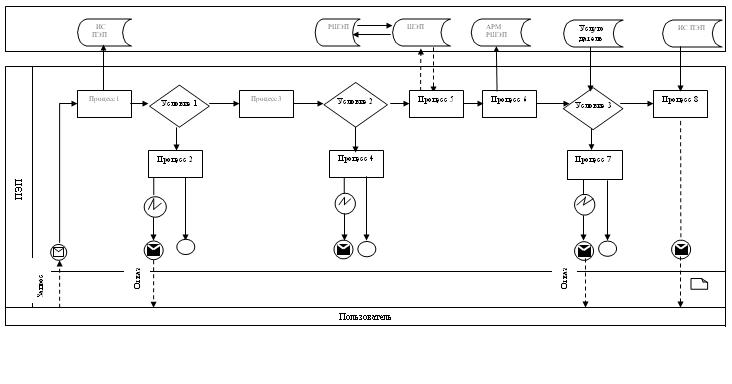 ИС
ПЭП
РШЭП
ШЭП
АРМ
РШЭП
Услуго
датель
ИС ПЭП
Процесс 1
Условие 1
Процесс 3
Условие 2
Процесс 5
Процесс 6
Условие 3
Процесс 8
Процесс 2
Процесс 4
Процесс 7
ПЭП
Запрос
Отказ
Отказ
Пользователь